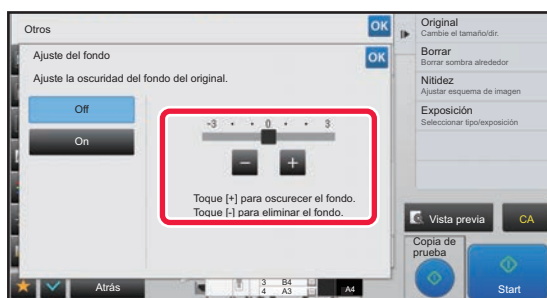 Otros
OK
Ajuste del fondo
OK
Ajuste la oscuridad del fondo del original.
Off
On
-3 0 3
- +
Toque [+] para oscurecer el fondo.
Toque [-] para eliminar el fondo.
Original
Cambie el tamaño/dir.
Borrar
Borrar sombra alrededor
Nitidez
Ajustar esquema de imagen
Exposición
Seleccionar tipo/exposición
Vista previa
CA
Copia de
prueba
Start
Atrás
3 B4
4 A3
A4